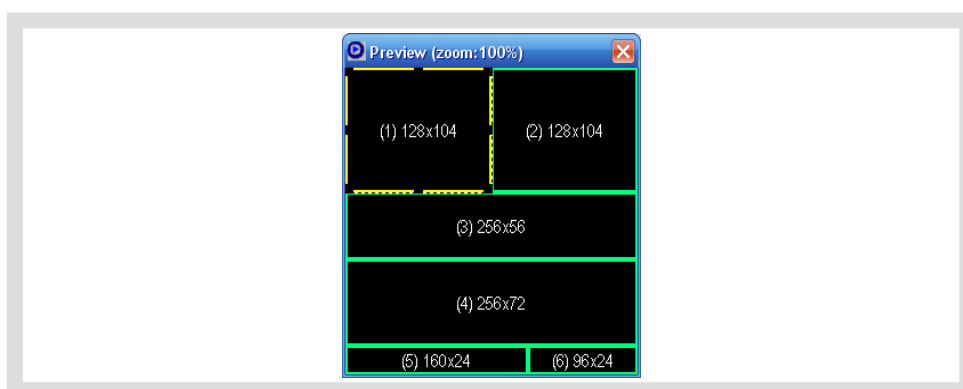 Preview (zoom:100%)
(1) 128x104
(2) 128x104
(3) 256x56
(4) 256x72
(5) 160x24
(6) 96x24